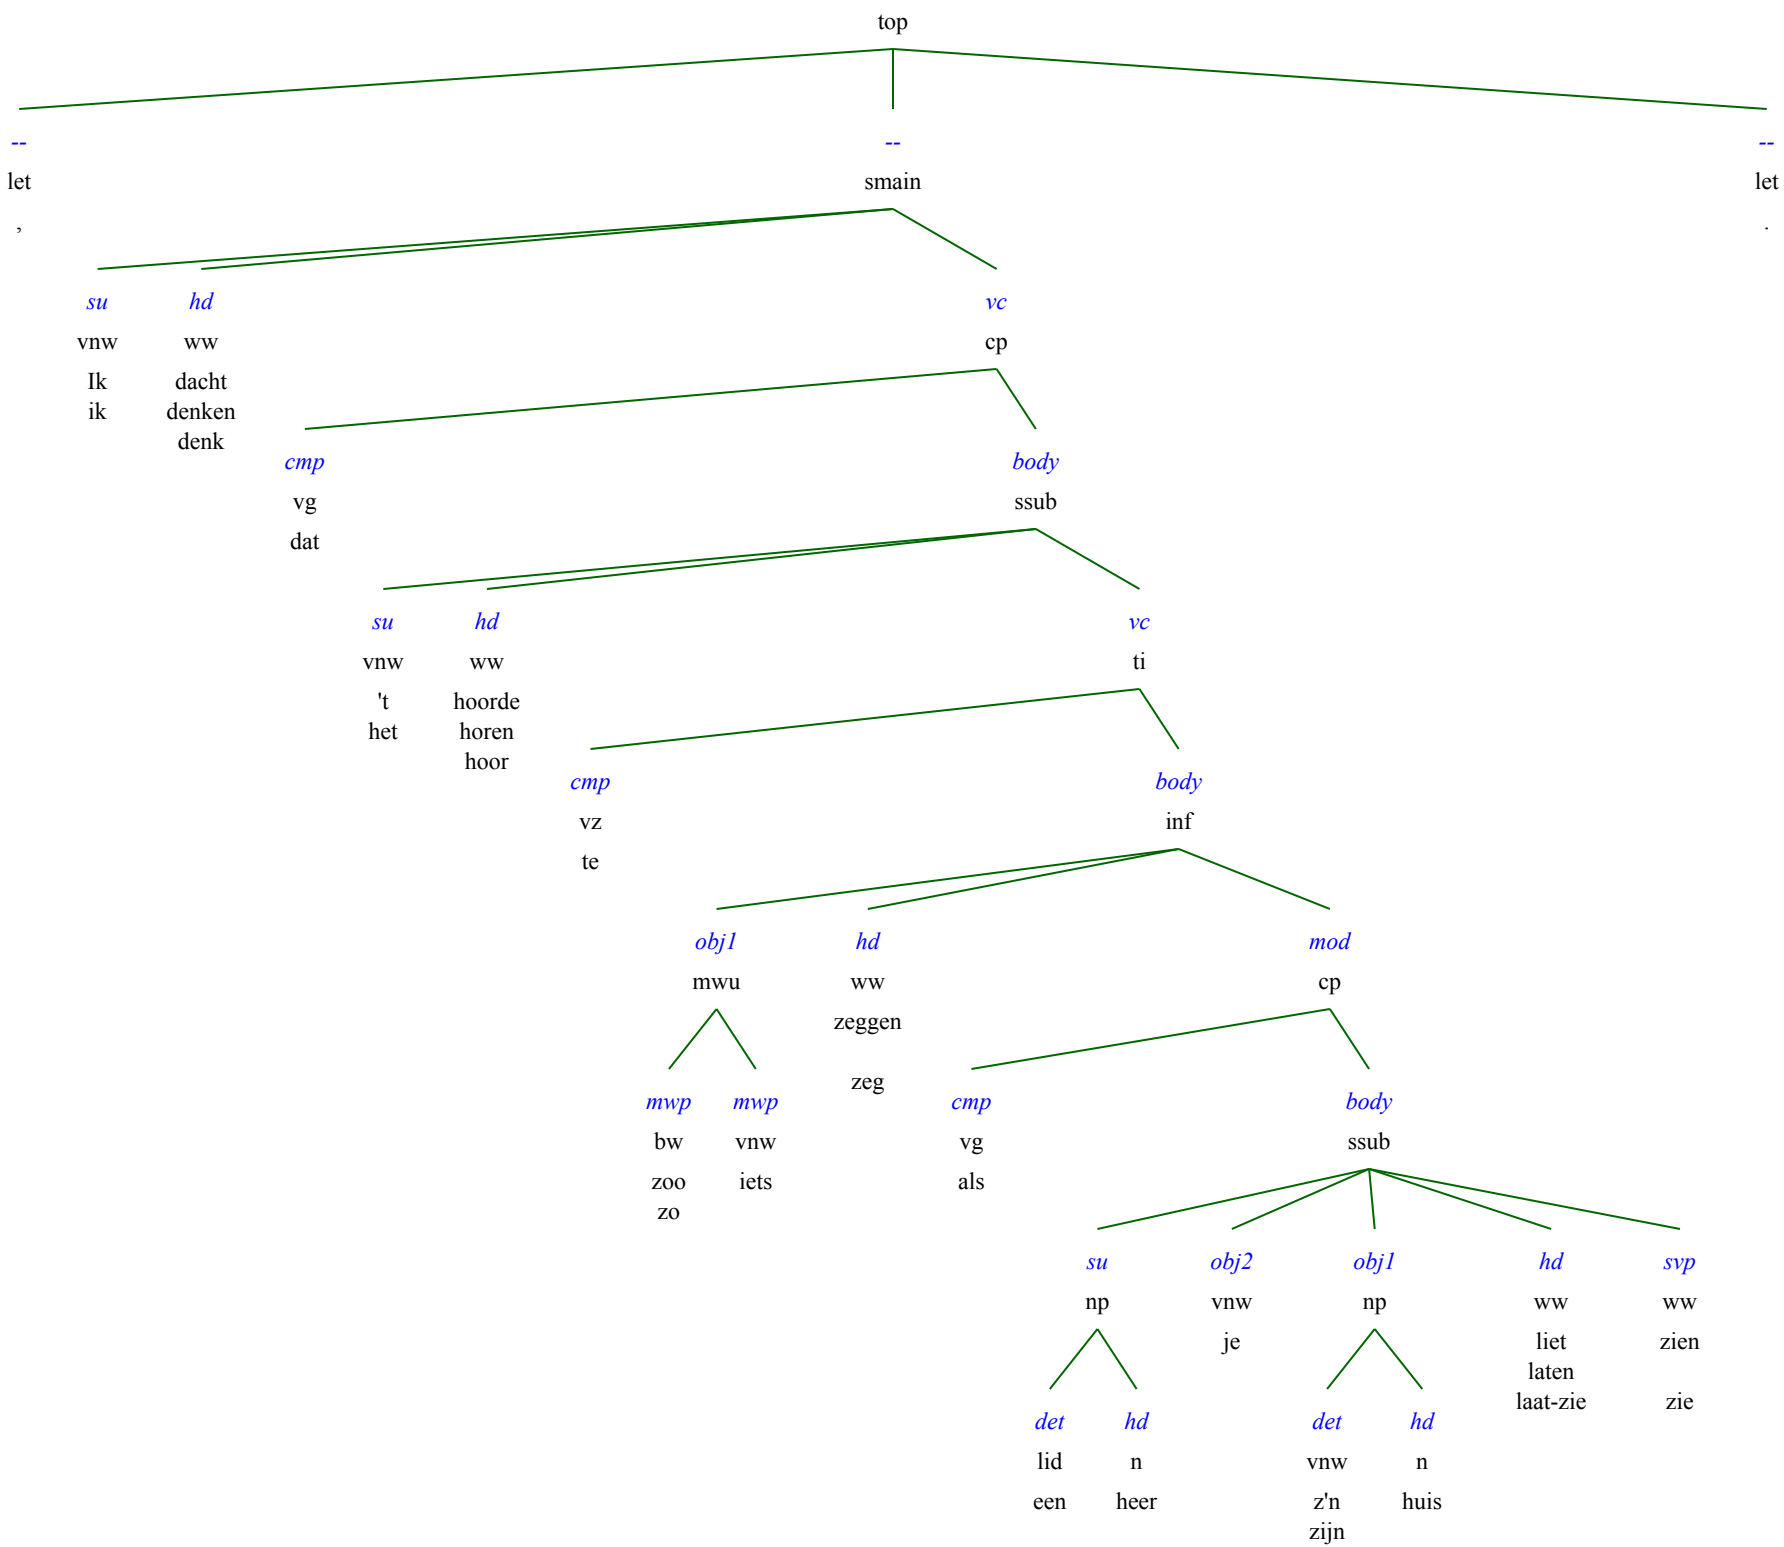 top
-- -- --
let smain let
, .
su hd vc
vnw ww cp
Ik dacht
ik denken
denk
cmp body
vg ssub
dat
su hd vc
vnw ww ti
't hoorde
het horen
hoor
cmp body
vz inf
te
obj1 hd mod
mwu ww cp
zeggen
zeg
mwp mwp cmp body
bw vnw vg ssub
zoo iets als
zo
su obj2 obj1 hd svp
np vnw np ww ww
je liet zien
laten
laat-zie zie
det hd det hd
lid n vnw n
een heer z'n huis
zijn